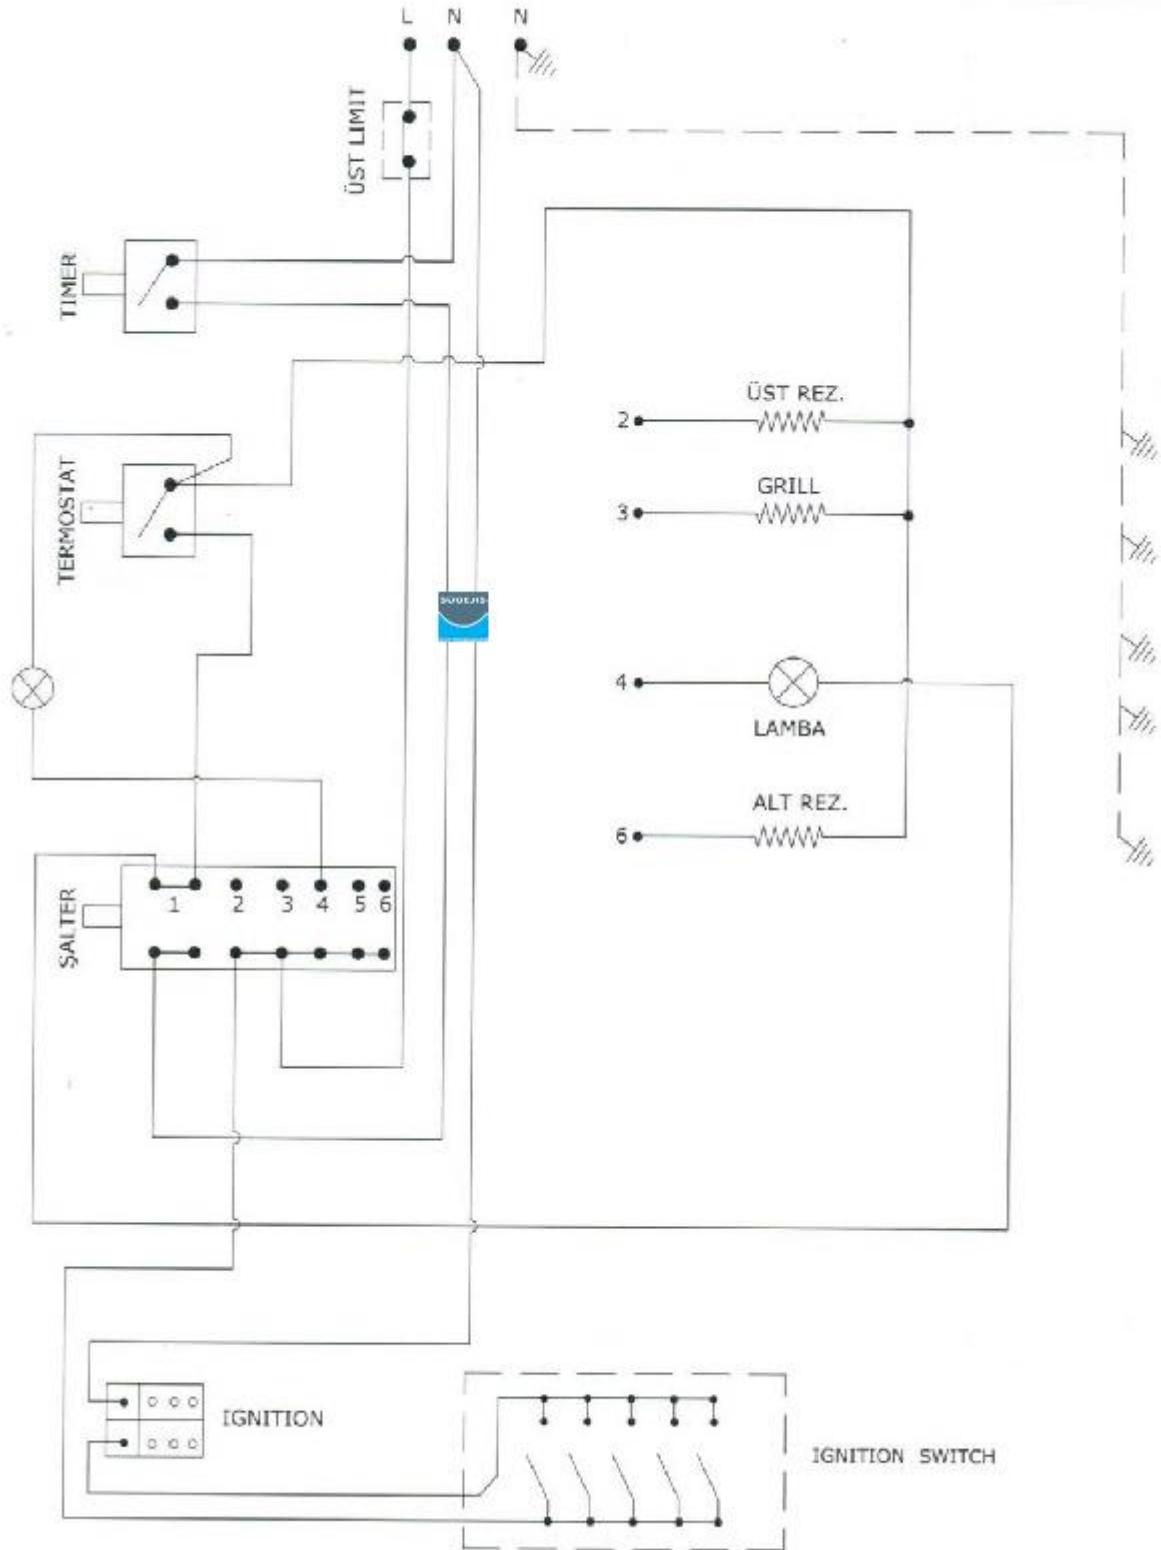 L N N
ÜST LIMIT
TIMER
ÜST REZ.
2
TERMOSTAT
GRILL
3
4
LAMBA
ALT REZ.
6
ŞALTER
1 2 3 4 5 6
IGNITION
IGNITION SWITCH